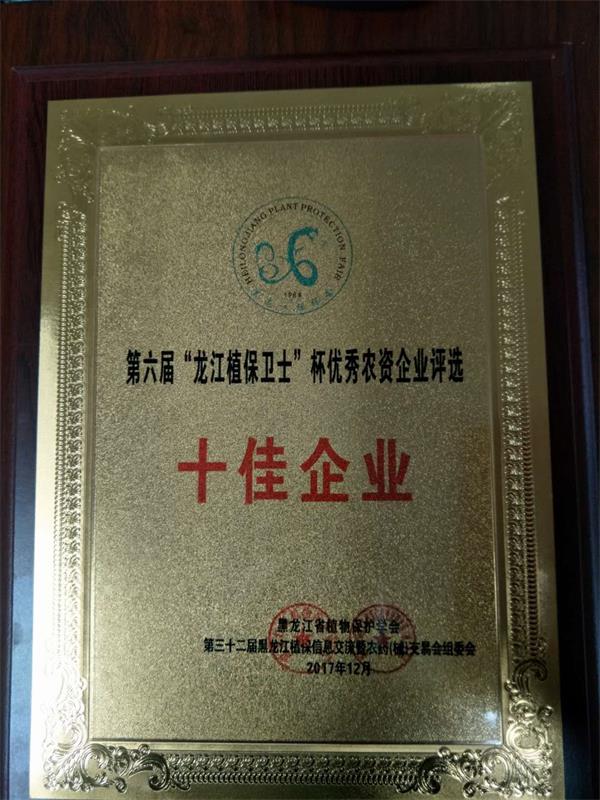 HEILONGJIANG PLANT PROTECTION FAIR
1986
第六届“龙江植保卫士”杯优秀农资企业评选
十佳企业
黑龙江省植物保护学会
第三十二届黑龙江植保信息交流暨农药(械)交易会组委会
2017年12月